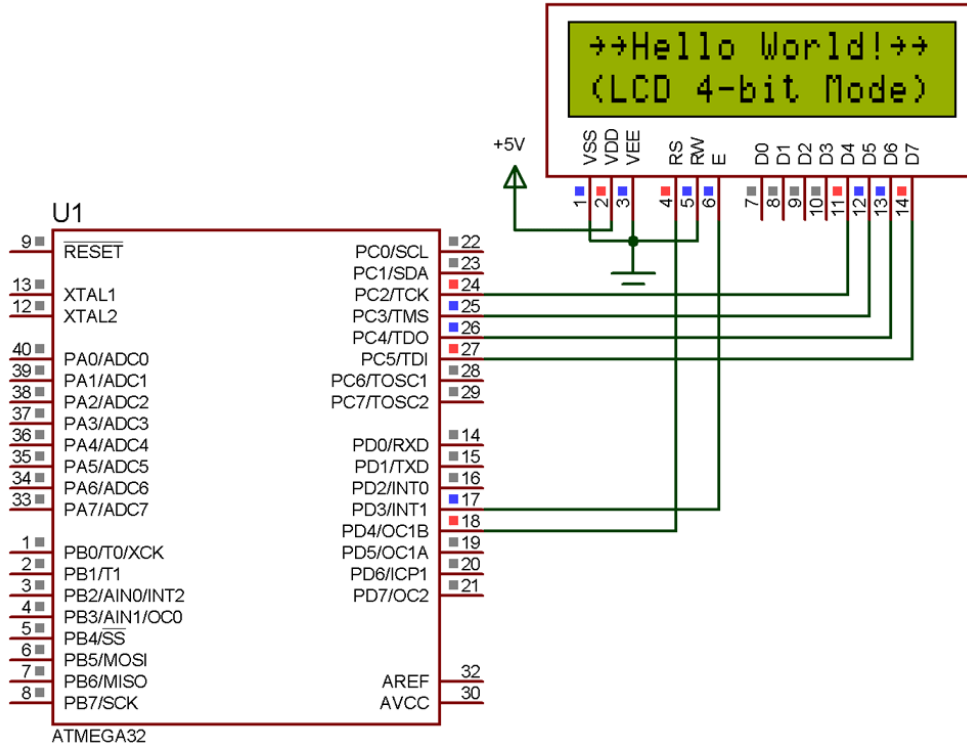 →→Hello World!→→
(LCD 4-bit Mode)
+5V
VSS VDD VEE RS RW E D0 D1 D2 D3 D4 D5 D6 D7
1 2 3 4 5 6 7 8 9 10 11 12 13 14
U1
9 RESET
13 XTAL1
12 XTAL2
40 PA0/ADC0
39 PA1/ADC1
38 PA2/ADC2
37 PA3/ADC3
36 PA4/ADC4
35 PA5/ADC5
34 PA6/ADC6
33 PA7/ADC7
1 PB0/T0/XCK
2 PB1/T1
3 PB2/AIN0/INT2
4 PB3/AIN1/OC0
5 PB4/SS
6 PB5/MOSI
7 PB6/MISO
8 PB7/SCK
PC0/SCL 22
PC1/SDA 23
PC2/TCK 24
PC3/TMS 25
PC4/TDO 26
PC5/TDI 27
PC6/TOSC1 28
PC7/TOSC2 29
PD0/RXD 14
PD1/TXD 15
PD2/INT0 16
PD3/INT1 17
PD4/OC1B 18
PD5/OC1A 19
PD6/ICP1 20
PD7/OC2 21
AREF 32
AVCC 30
ATMEGA32